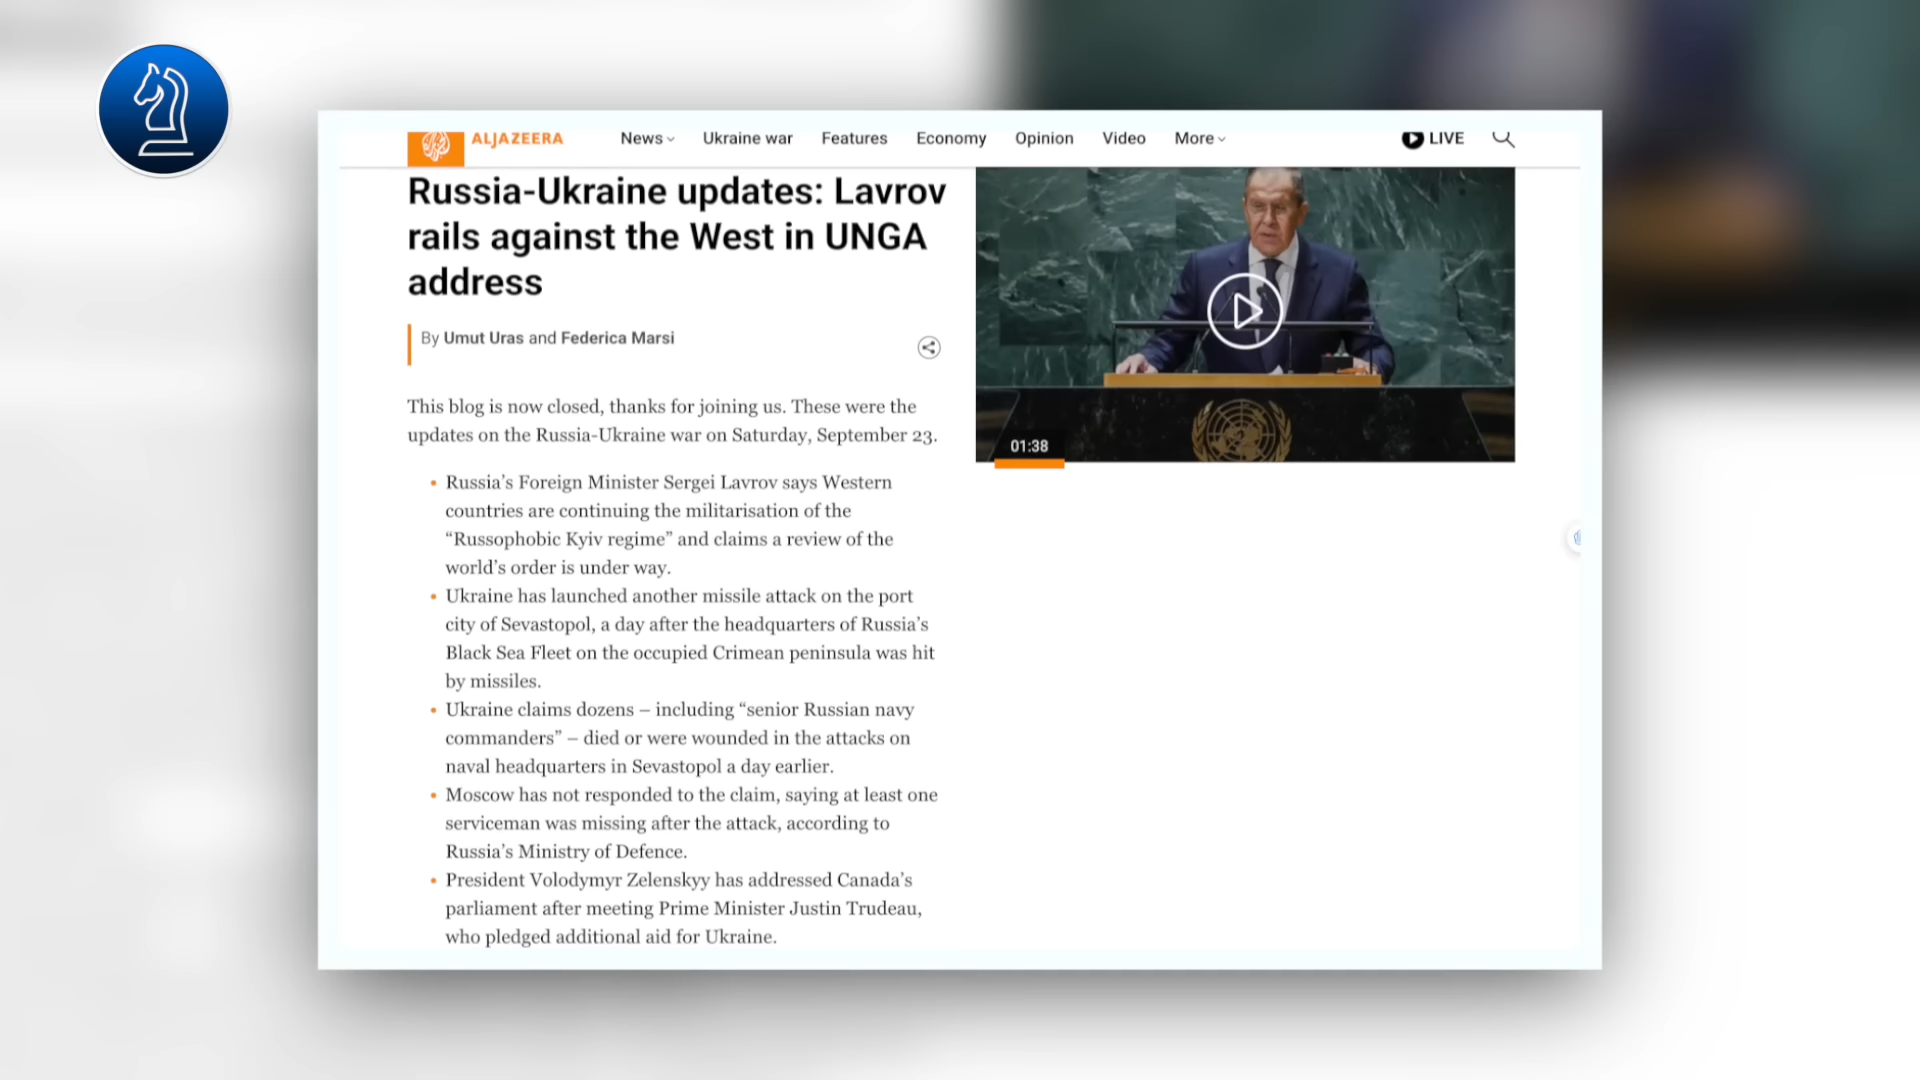 ALJAZEERA
News
Ukraine war
Features
Economy
Opinion
Video
More
LIVE
Russia-Ukraine updates: Lavrov
rails against the West in UNGA
address
By Umut Uras and Federica Marsi
This blog is now closed, thanks for joining us. These were the
updates on the Russia-Ukraine war on Saturday, September 23.
• Russia’s Foreign Minister Sergei Lavrov says Western
countries are continuing the militarisation of the
“Russophobic Kyiv regime” and claims a review of the
world’s order is under way.
• Ukraine has launched another missile attack on the port
city of Sevastopol, a day after the headquarters of Russia’s
Black Sea Fleet on the occupied Crimean peninsula was hit
by missiles.
• Ukraine claims dozens – including “senior Russian navy
commanders” – died or were wounded in the attacks on
naval headquarters in Sevastopol a day earlier.
• Moscow has not responded to the claim, saying at least one
serviceman was missing after the attack, according to
Russia’s Ministry of Defence.
• President Volodymyr Zelenskyy has addressed Canada’s
parliament after meeting Prime Minister Justin Trudeau,
who pledged additional aid for Ukraine.
01:38